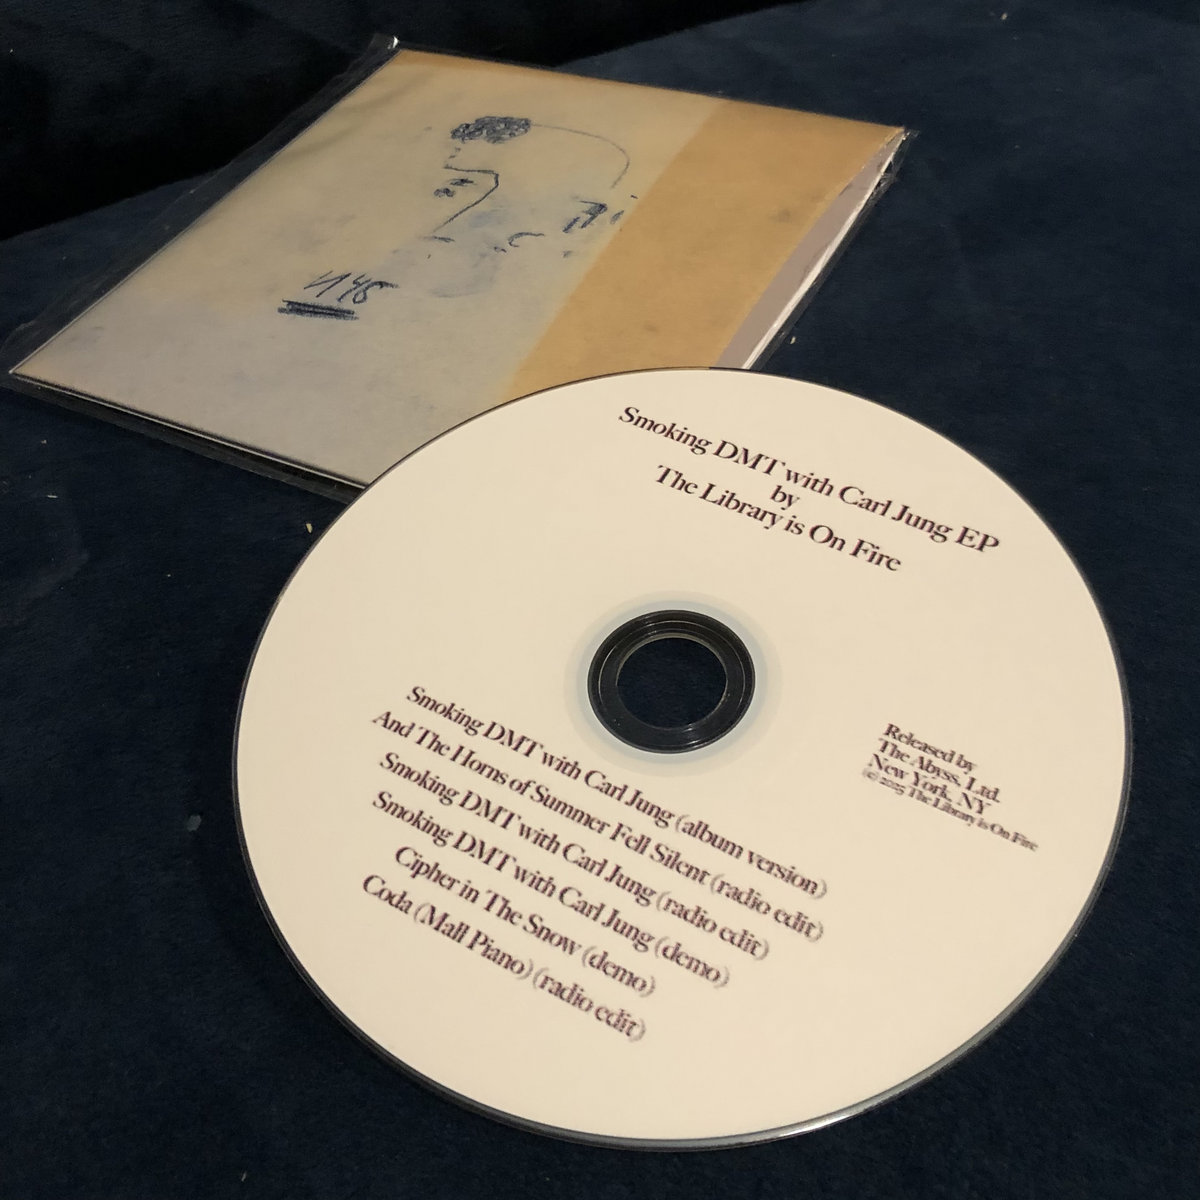 Smoking DMT with Carl Jung EP
by
The Library is On Fire
Smoking DMT with Carl Jung (album version)
And The Horns of Summer Fell Silent (radio edit)
Smoking DMT with Carl Jung (radio edit)
Smoking DMT with Carl Jung (demo)
Cipher in The Snow (demo)
Coda (Mall Piano) (radio edit)
Released by
The Abyss, Ltd.
New York, NY
© 2025 The Library is On Fire